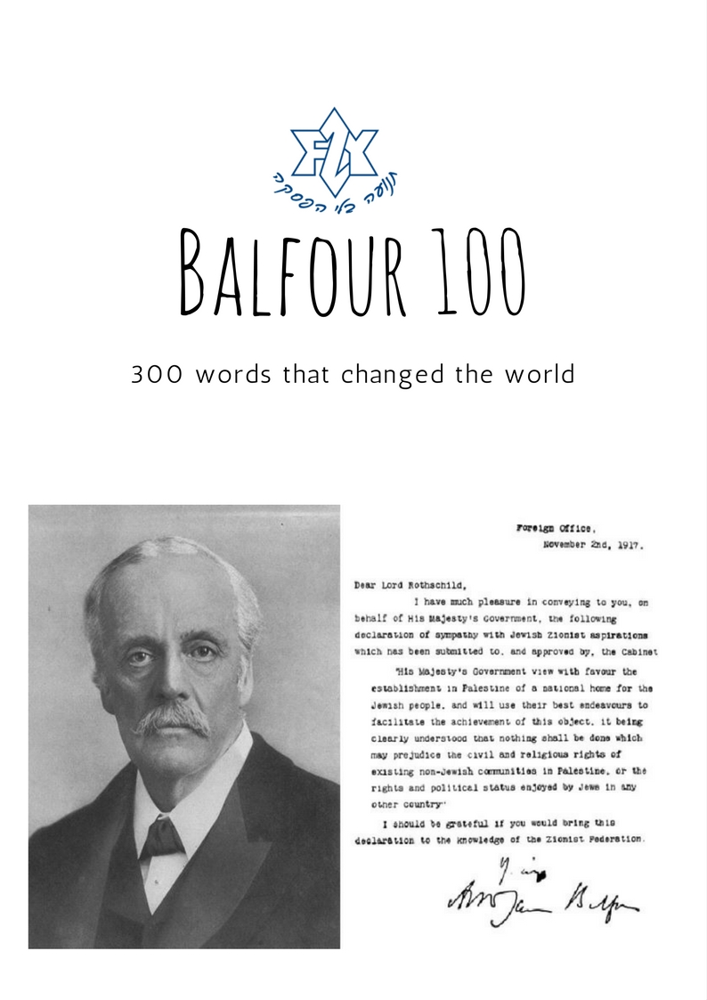 FZY
תנועה בלי הפסקה
BALFOUR 100
300 words that changed the world
Foreign Office,
November 2nd, 1917.
Dear Lord Rothschild,
I have much pleasure in conveying to you, on
behalf of His Majesty's Government, the following
declaration of sympathy with Jewish Zionist aspirations
which has been submitted to, and approved by, the Cabinet
"His Majesty's Government view with favour the
establishment in Palestine of a national home for the
Jewish people, and will use their best endeavours to
facilitate the achievement of this object, it being
clearly understood that nothing shall be done which
may prejudice the civil and religious rights of
existing non-Jewish communities in Palestine, or the
rights and political status enjoyed by Jews in any
other country"
I should be grateful if you would bring this
declaration to the knowledge of the Zionist Federation.